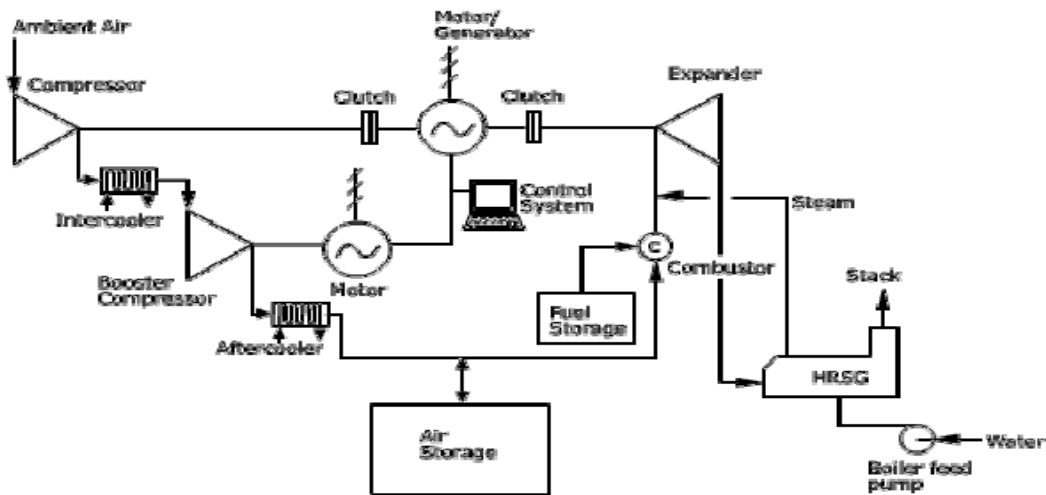 Motor/
Generator
Ambient Air
Compressor
Clutch
Clutch
Expander
Intercooler
Control
System
Steam
Booster
Compressor
Motor
C
Combustor
Stack
Fuel
Storage
Aftercooler
HRSG
Air
Storage
Water
Boiler feed
pump